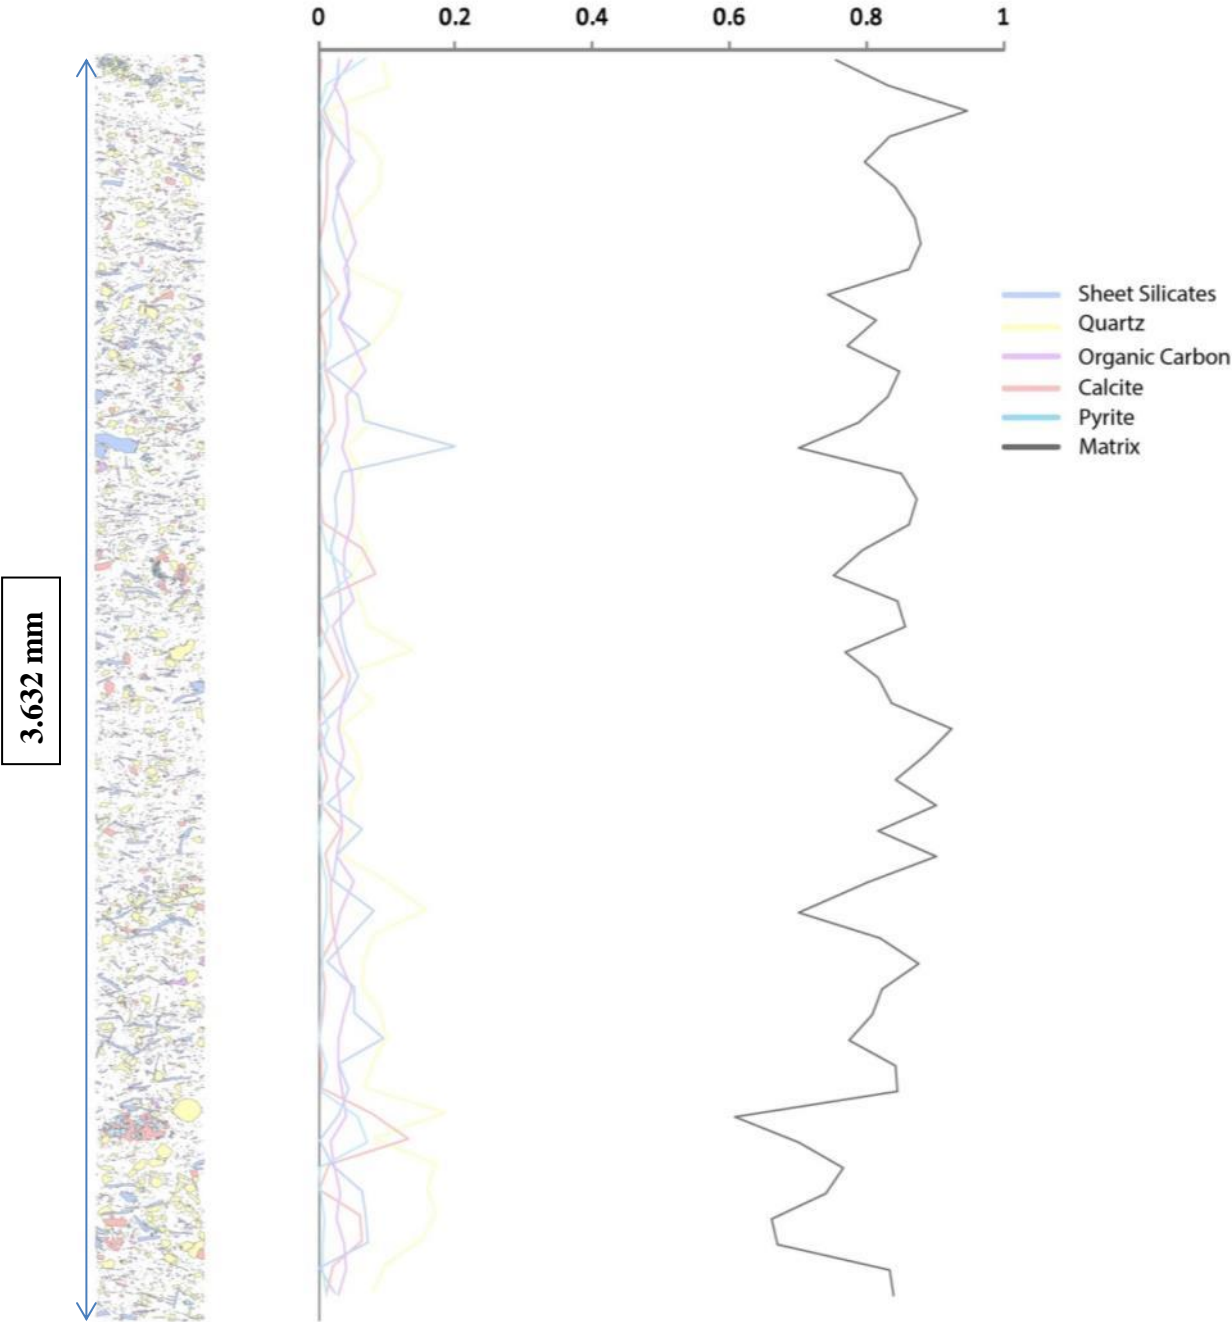 0 0.2 0.4 0.6 0.8 1
Sheet Silicates
Quartz
Organic Carbon
Calcite
Pyrite
Matrix
3.632 mm